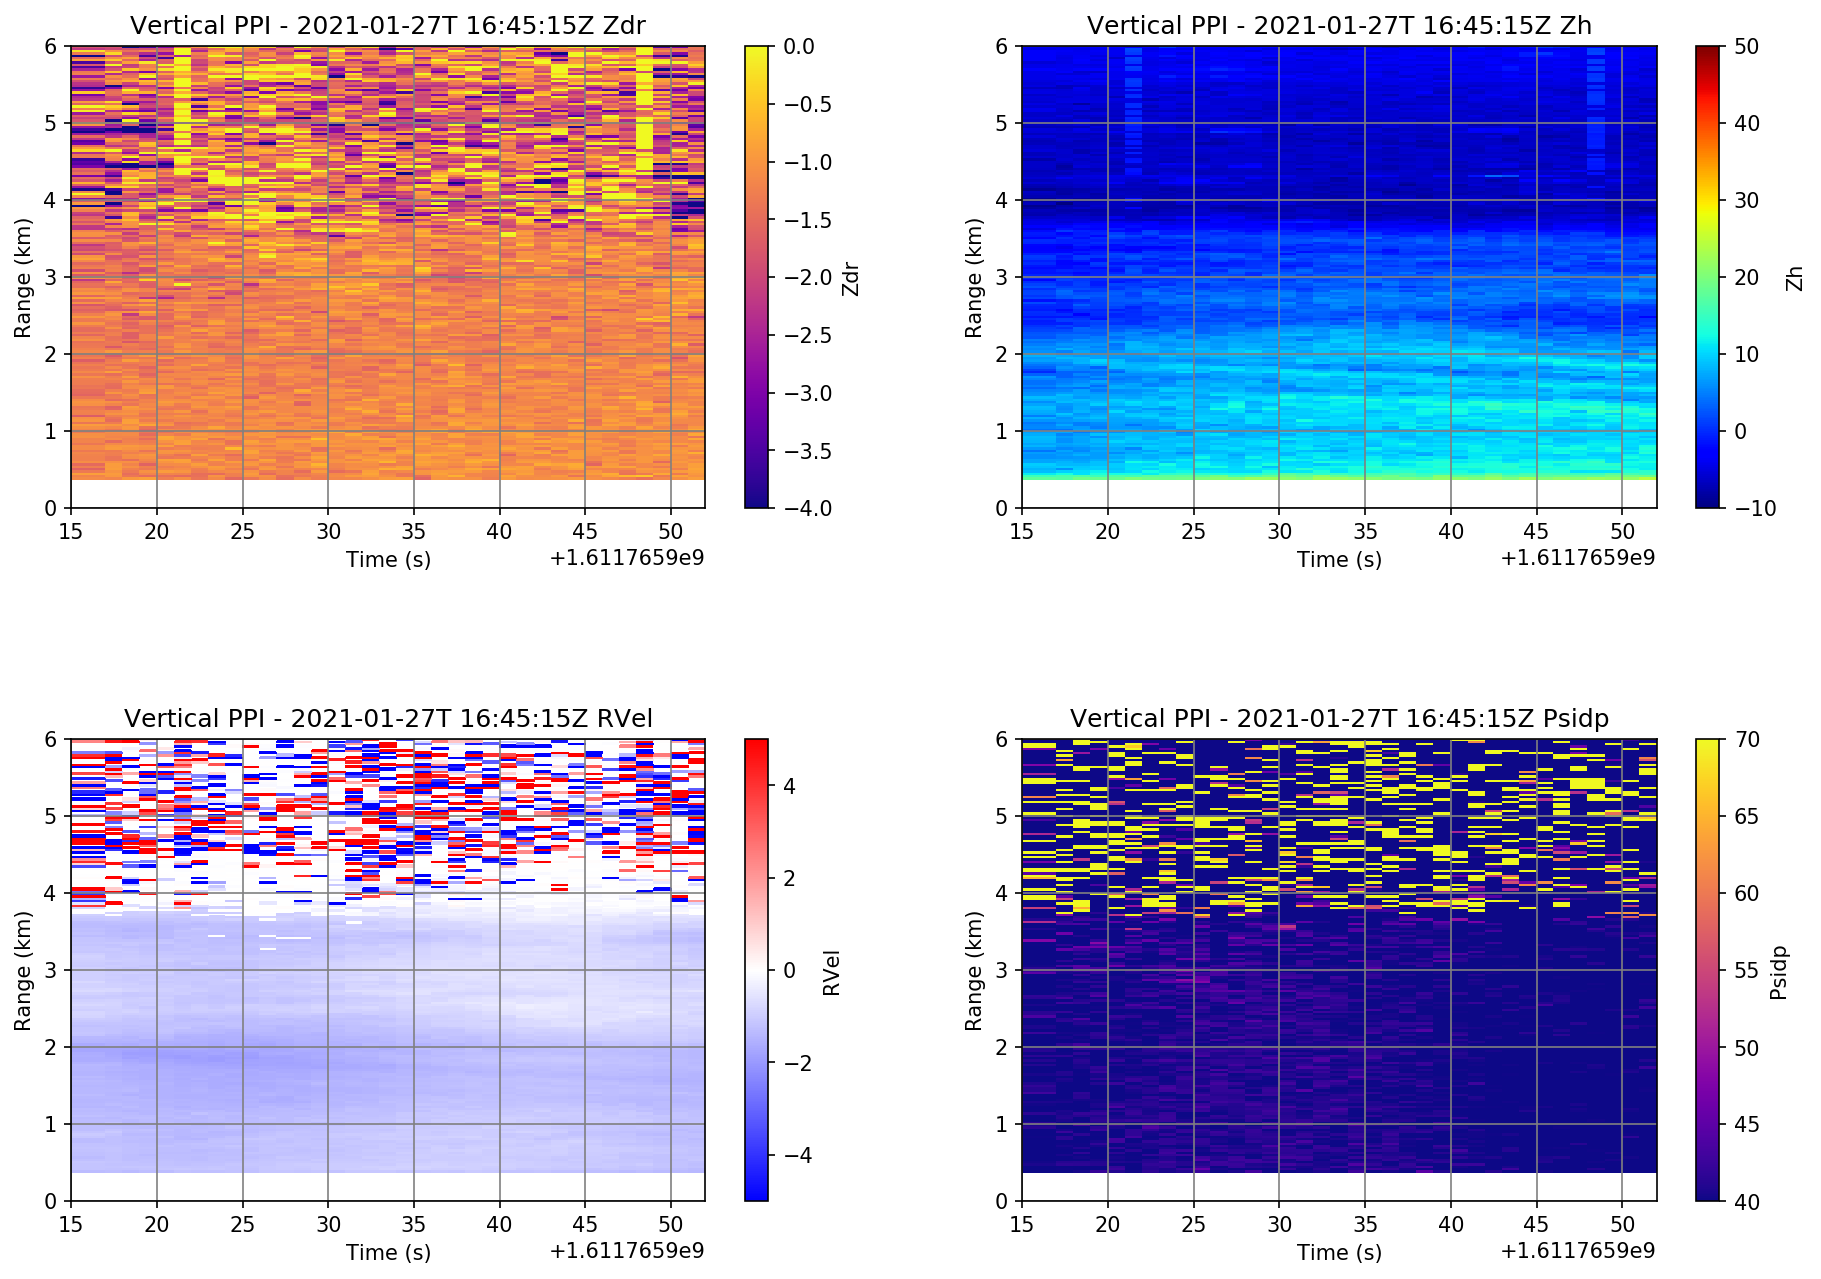 Vertical PPI - 2021-01-27T 16:45:15Z Zdr
6
5
4
3
2
1
0
Range (km)
15 20 25 30 35 40 45 50
Time (s)
+1.6117659e9
0.0
−0.5
−1.0
−1.5
−2.0
−2.5
−3.0
−3.5
−4.0
Zdr
Vertical PPI - 2021-01-27T 16:45:15Z Zh
6
5
4
3
2
1
0
Range (km)
15 20 25 30 35 40 45 50
Time (s)
+1.6117659e9
50
40
30
20
10
0
−10
Zh
Vertical PPI - 2021-01-27T 16:45:15Z RVel
6
5
4
3
2
1
0
Range (km)
15 20 25 30 35 40 45 50
Time (s)
+1.6117659e9
4
2
0
−2
−4
RVel
Vertical PPI - 2021-01-27T 16:45:15Z Psidp
6
5
4
3
2
1
0
Range (km)
15 20 25 30 35 40 45 50
Time (s)
+1.6117659e9
70
65
60
55
50
45
40
Psidp